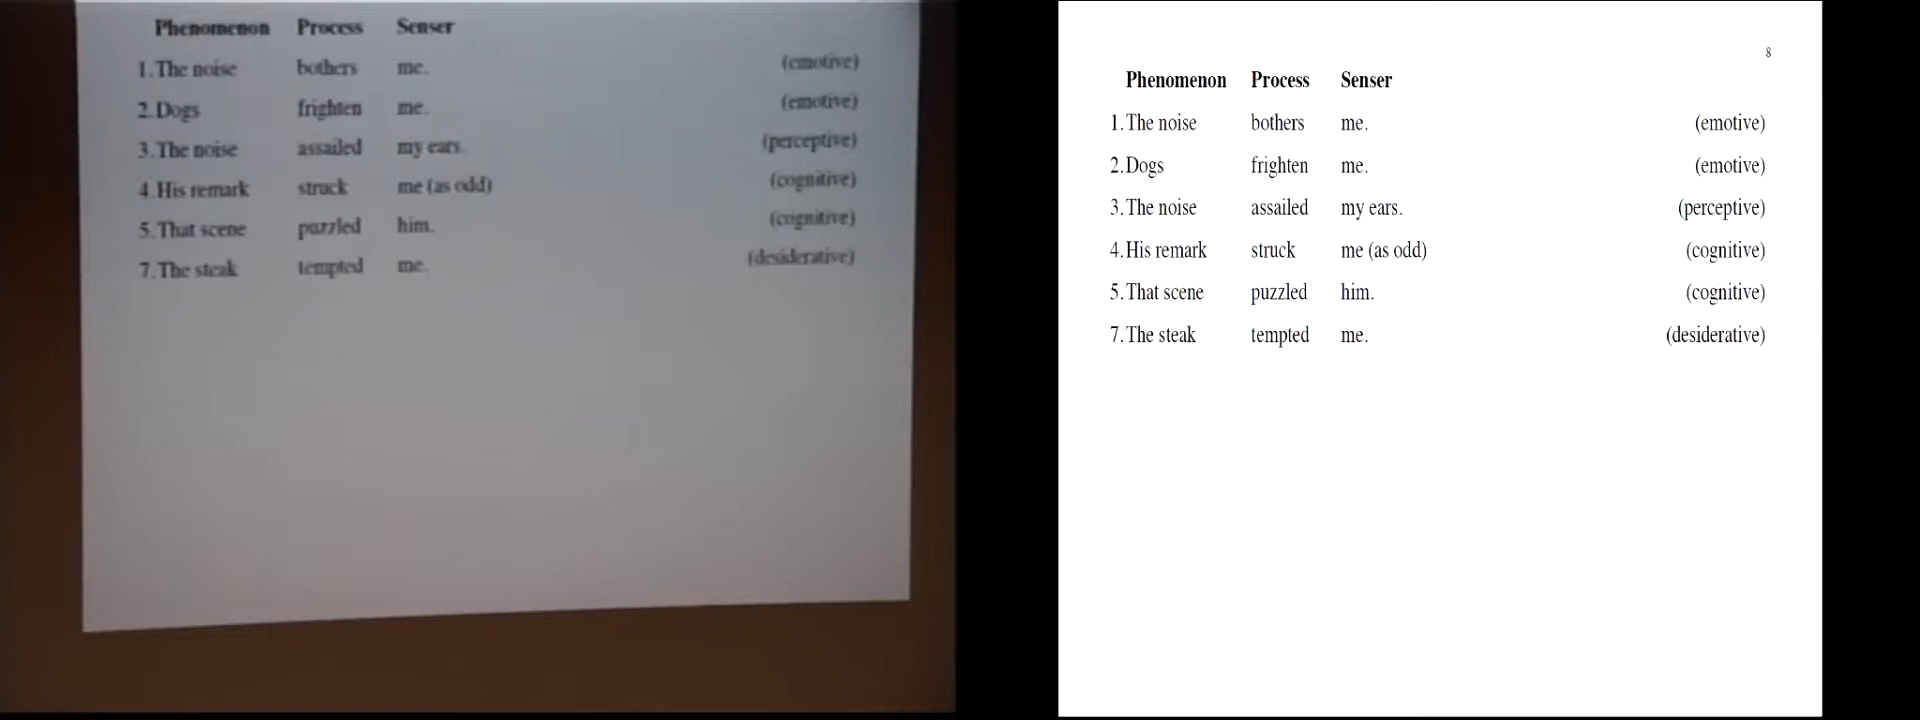 Phenomenon Process Senser
1. The noise bothers me. (emotive)
2. Dogs frighten me. (emotive)
3. The noise assailed my ears. (perceptive)
4. His remark struck me (as odd) (cognitive)
5. That scene puzzled him. (cognitive)
7. The steak tempted me. (desiderative)
8
Phenomenon Process Senser
1. The noise bothers me. (emotive)
2. Dogs frighten me. (emotive)
3. The noise assailed my ears. (perceptive)
4. His remark struck me (as odd) (cognitive)
5. That scene puzzled him. (cognitive)
7. The steak tempted me. (desiderative)